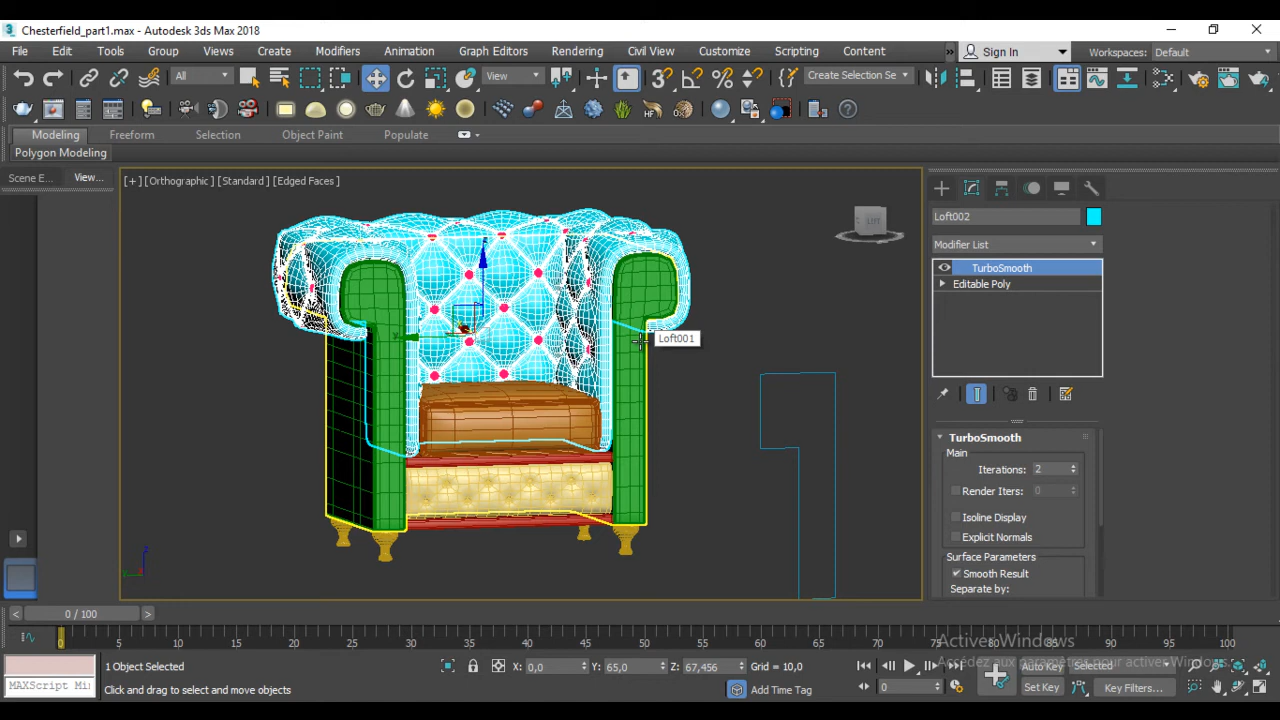 Chesterfield_part1.max - Autodesk 3ds Max 2018
File Edit Tools Group Views Create Modifiers Animation Graph Editors Rendering Civil View Customize Scripting Content » Sign In Workspaces: Default
All View Create Selection Se
Modeling Freeform Selection Object Paint Populate
Polygon Modeling
Scene E... View...
[+] [Orthographic] [Standard] [Edged Faces]
Loft002
Modifier List
TurboSmooth
Editable Poly
Loft001
TurboSmooth
Main
Iterations: 2
Render Iters: 0
Isoline Display
Explicit Normals
Surface Parameters
Smooth Result
Separate by:
< 0 / 100 >
0 5 10 15 20 25 30 35 40 45 50 55 60 65 70 75 80 85 90 95 100
Activer Windows
Accédez aux paramètres pour activer Windows.
1 Object Selected X: 0,0 Y: 65,0 Z: 67,456 Grid = 10,0 Auto Key Selected
MAXScript Mi Click and drag to select and move objects Add Time Tag 0 Set Key Key Filters...